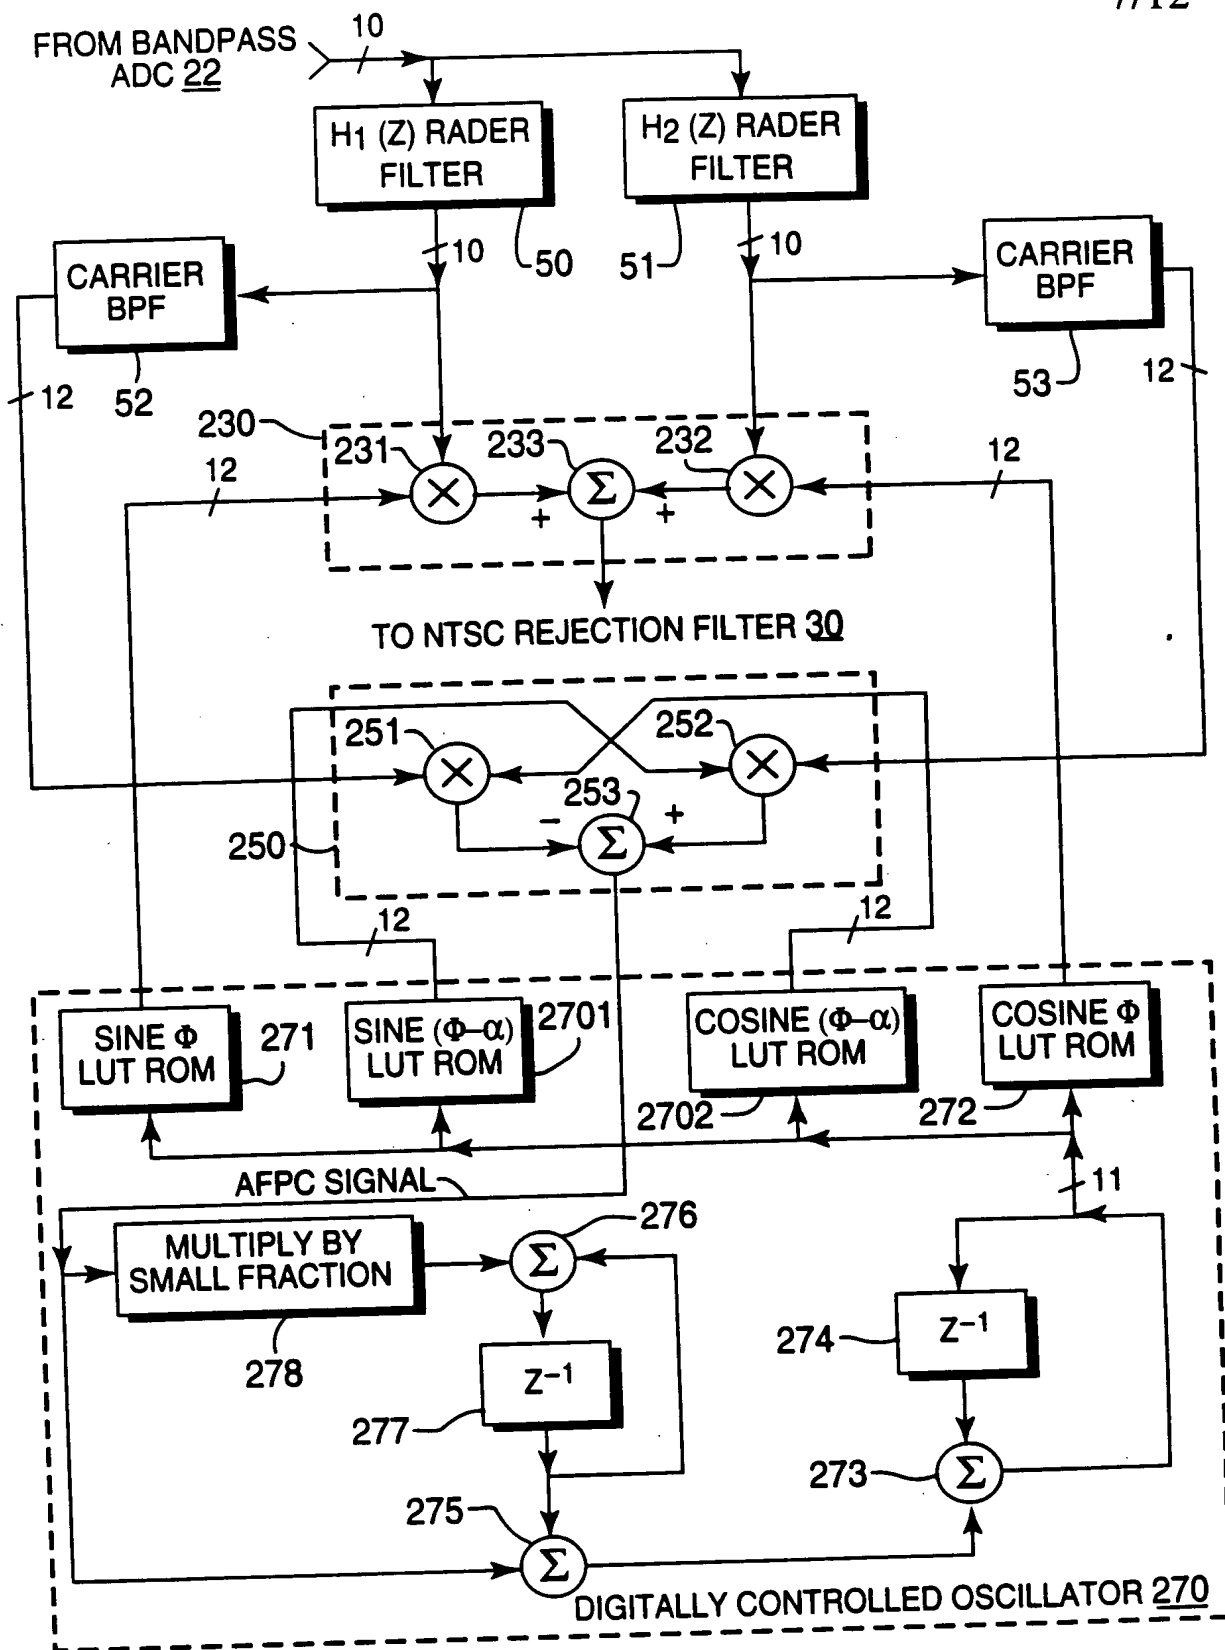 FROM BANDPASS
ADC 22
10
H1 (Z) RADER
FILTER
H2 (Z) RADER
FILTER
10
50
51
10
CARRIER
BPF
CARRIER
BPF
12
52
53
12
230
231
233
232
12
12
×
Σ
×
+
+
TO NTSC REJECTION FILTER 30
251
252
×
×
253
−
+
Σ
250
12
12
SINE Φ
LUT ROM
271
SINE (Φ–α)
LUT ROM
2701
COSINE (Φ–α)
LUT ROM
2702
COSINE Φ
LUT ROM
272
AFPC SIGNAL
11
MULTIPLY BY
SMALL FRACTION
278
276
Σ
Z−1
277
274
Z−1
273
Σ
275
Σ
DIGITALLY CONTROLLED OSCILLATOR 270